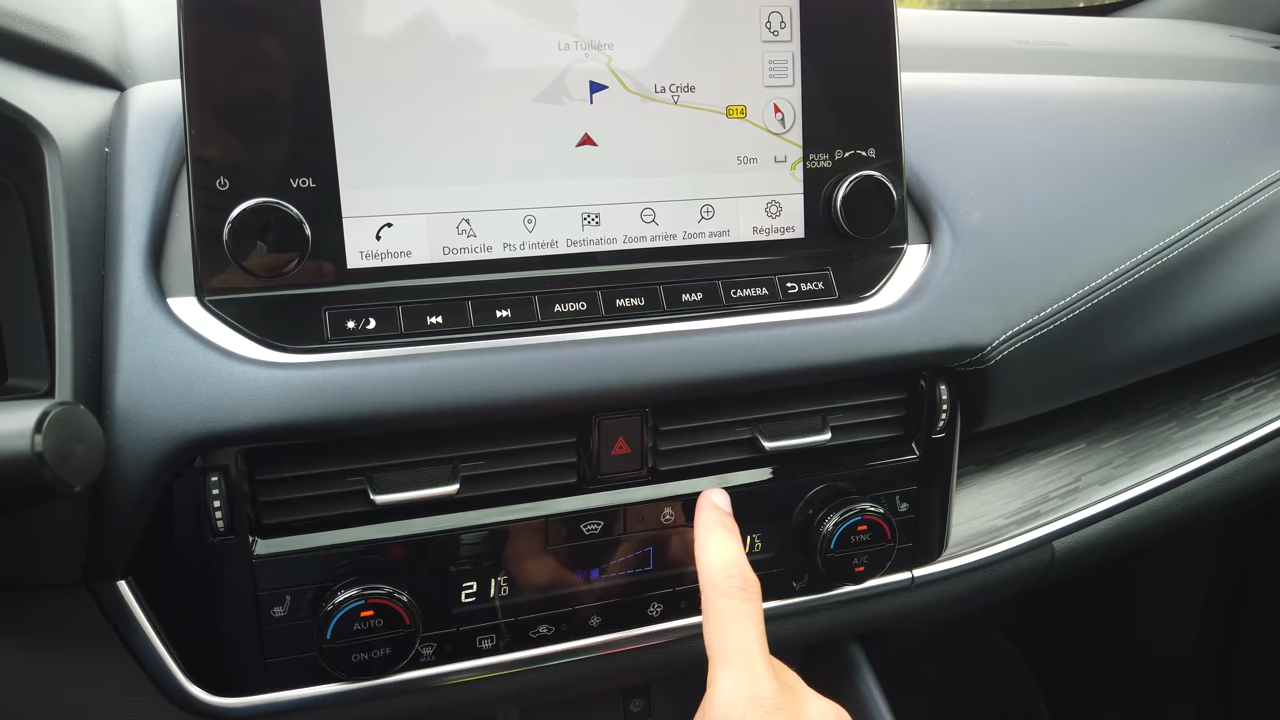 La Tuilière
La Cride
D14
50m
VOL
PUSH
SOUND
Téléphone
Domicile
Pts d'intérêt
Destination
Zoom arrière
Zoom avant
Réglages
AUDIO
MENU
MAP
CAMERA
BACK
21°C
AUTO
ON·OFF
MAX
SYNC
A/C